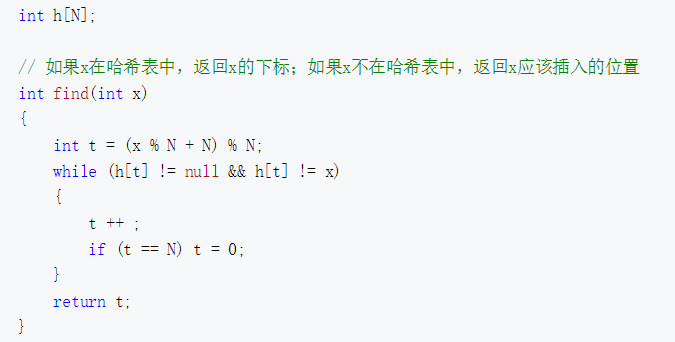 int h[N];
// 如果x在哈希表中，返回x的下标；如果x不在哈希表中，返回x应该插入的位置
int find(int x)
{
    int t = (x % N + N) % N;
    while (h[t] != null && h[t] != x)
    {
        t ++ ;
        if (t == N) t = 0;
    }
    return t;
}